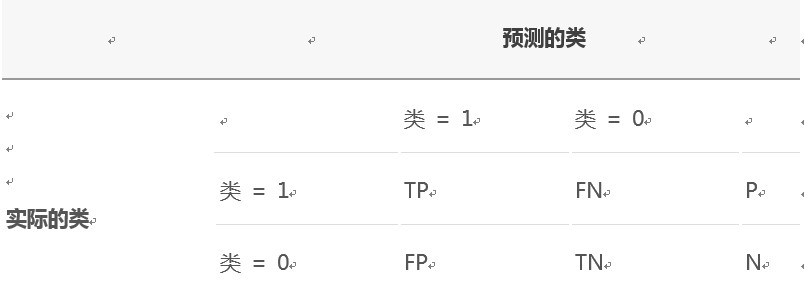 预测的类
类 = 1 类 = 0
类 = 1 TP FN P
实际的类
类 = 0 FP TN N